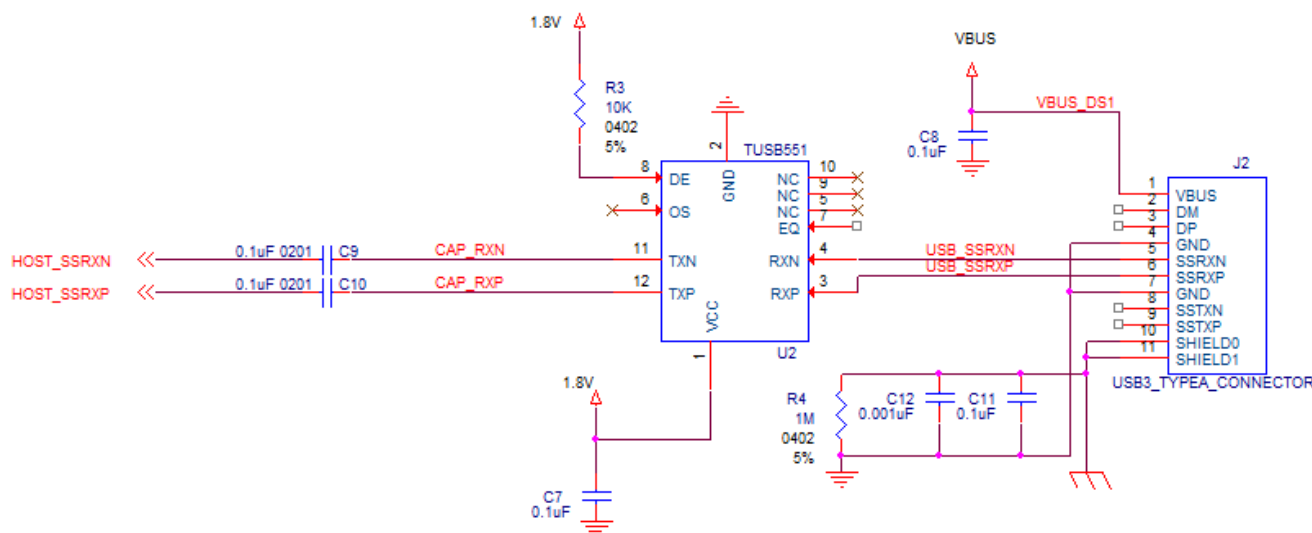 1.8V
VBUS
R3
10K
0402
5%
VBUS_DS1
C8
0.1uF
TUSB551
J2
8
DE
2
GND
NC
10
NC
9
NC
5
EQ
7
6
OS
1
VBUS
2
DM
3
DP
4
GND
5
SSRXN
6
SSRXP
7
GND
8
SSTXN
9
SSTXP
10
SHIELD0
11
SHIELD1
HOST_SSRXN
0.1uF 0201
C9
CAP_RXN
11
TXN
RXN
4
USB_SSRXN
HOST_SSRXP
0.1uF 0201
C10
CAP_RXP
12
TXP
RXP
3
USB_SSRXP
VCC
1
U2
USB3_TYPEA_CONNECTOR
1.8V
C7
0.1uF
R4
1M
0402
5%
C12
0.001uF
C11
0.1uF